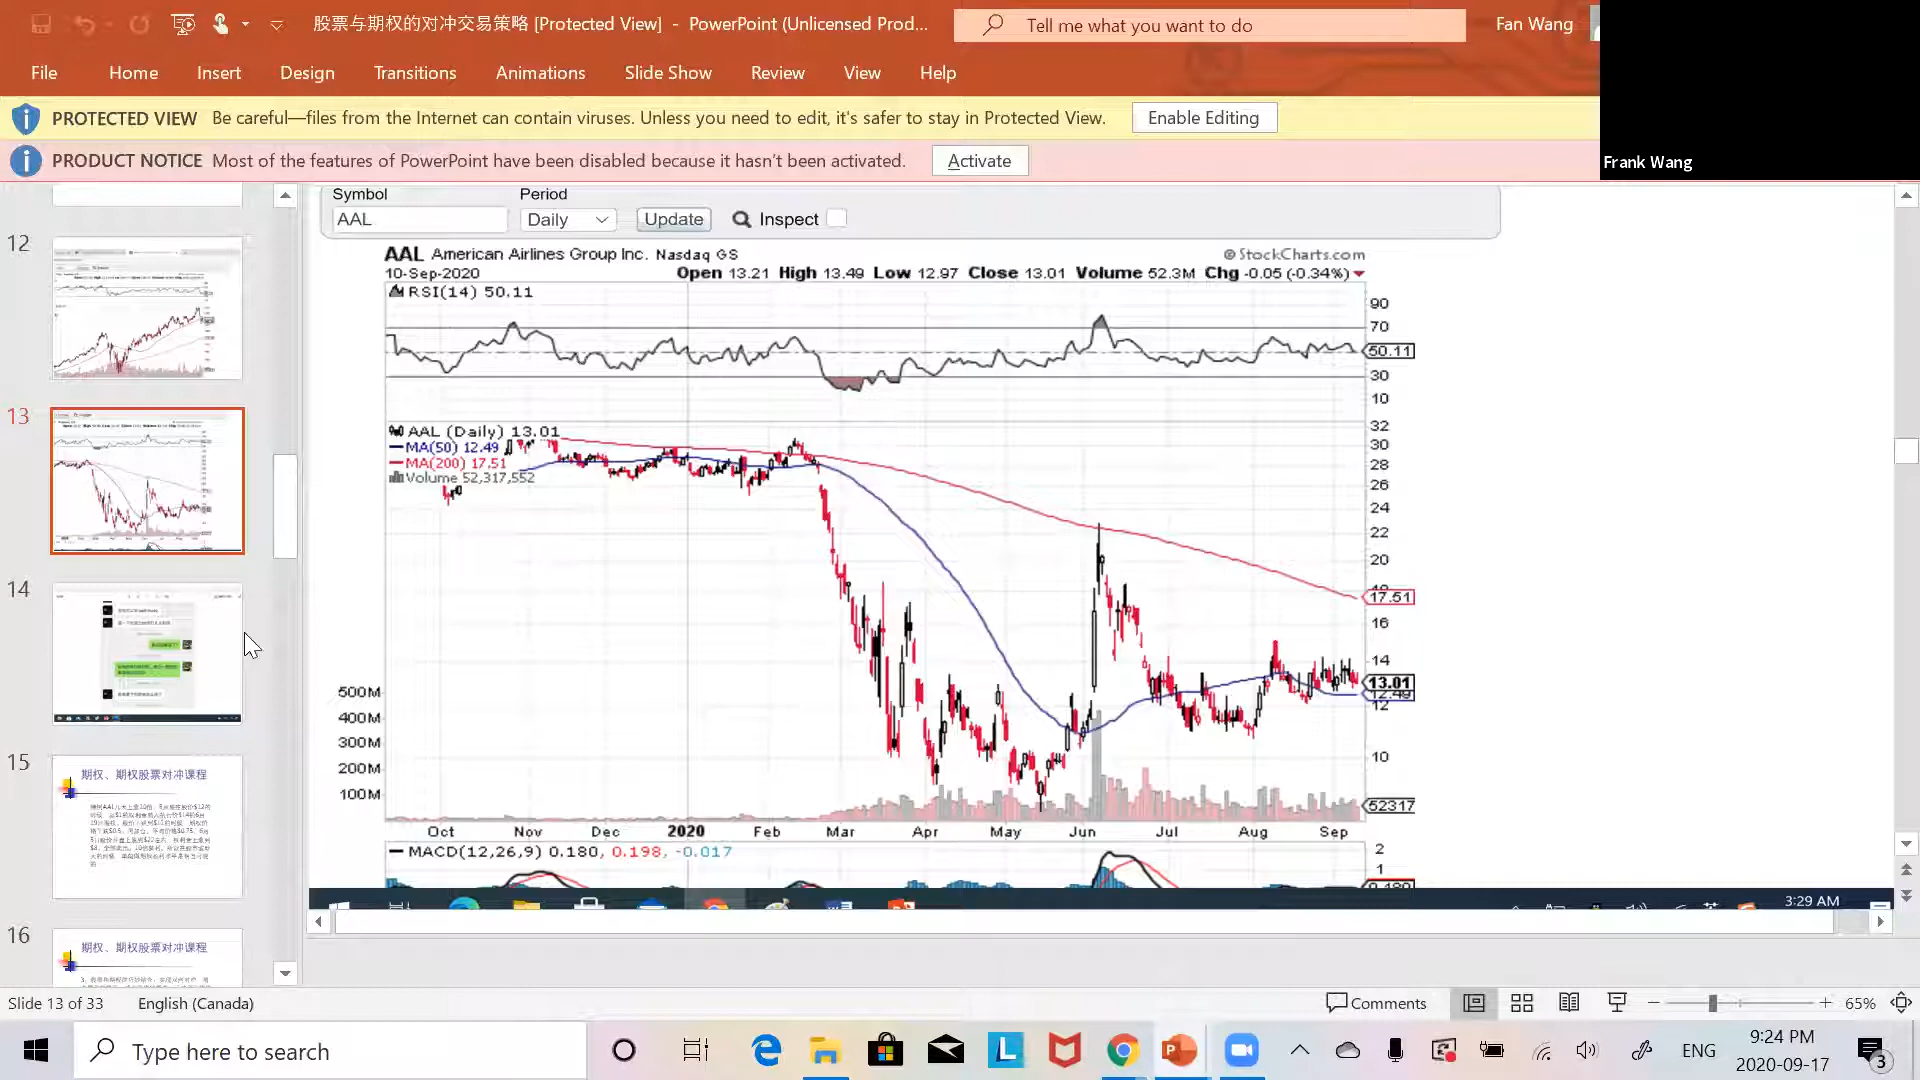 股票与期权的对冲交易策略 [Protected View] - PowerPoint (Unlicensed Prod...
Tell me what you want to do
Fan Wang
File Home Insert Design Transitions Animations Slide Show Review View Help
PROTECTED VIEW Be careful—files from the Internet can contain viruses. Unless you need to edit, it's safer to stay in Protected View. Enable Editing
PRODUCT NOTICE Most of the features of PowerPoint have been disabled because it hasn't been activated. Activate
Frank Wang
Symbol Period
AAL Daily Update Inspect
AAL American Airlines Group Inc. Nasdaq GS © StockCharts.com
10-Sep-2020 Open 13.21 High 13.49 Low 12.97 Close 13.01 Volume 52.3M Chg -0.05 (-0.34%)
RSI(14) 50.11
90
70
50.11
30
10
AAL (Daily) 13.01
MA(50) 12.49
MA(200) 17.51
Volume 52,317,552
32
30
28
26
24
22
20
17.51
16
14
13.01
12.49
12
10
52317
500M
400M
300M
200M
100M
Oct Nov Dec 2020 Feb Mar Apr May Jun Jul Aug Sep
MACD(12,26,9) 0.180, 0.198, -0.017
2
1
3:29 AM
12
13
14
15
期权、期权股票对冲课程
16
期权、期权股票对冲课程
Slide 13 of 33 English (Canada)
Comments
65%
Type here to search
ENG
9:24 PM
2020-09-17
3